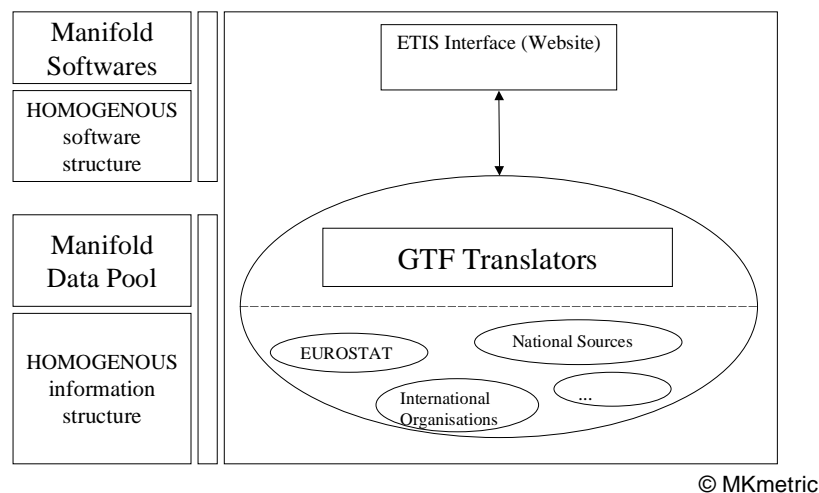 Manifold
Softwares
HOMOGENOUS
software
structure
Manifold
Data Pool
HOMOGENOUS
information
structure
ETIS Interface (Website)
GTF Translators
EUROSTAT
National Sources
International
Organisations
...
© MKmetric